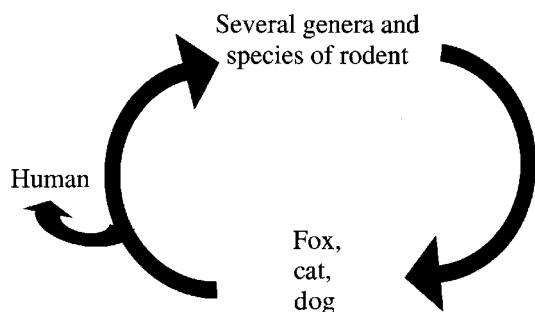 Several genera and
species of rodent
Human
Fox,
cat,
dog